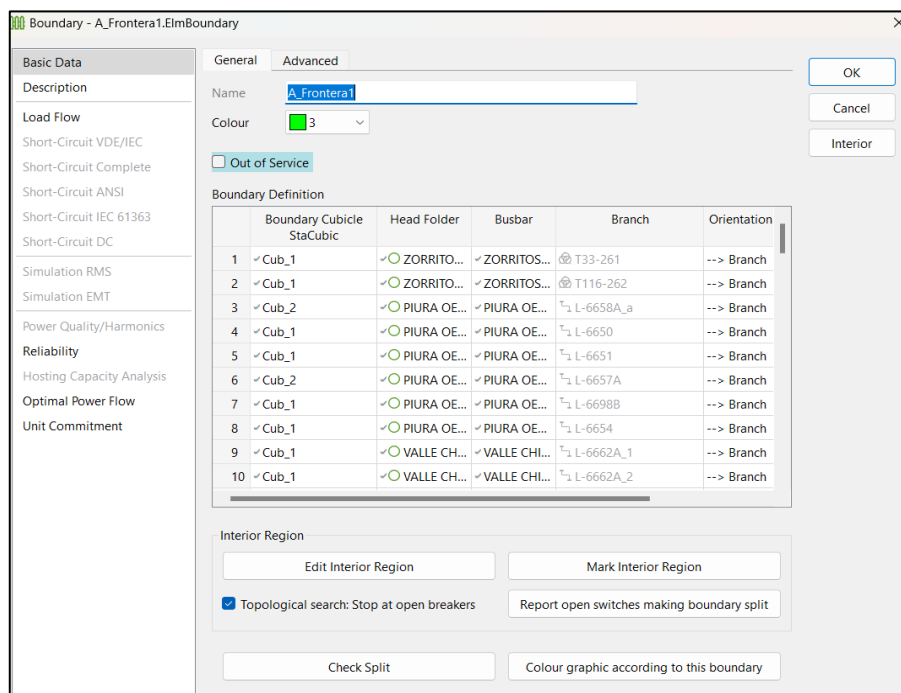 Boundary - A_Frontera1.ElmBoundary
Basic Data
Description
Load Flow
Short-Circuit VDE/IEC
Short-Circuit Complete
Short-Circuit ANSI
Short-Circuit IEC 61363
Short-Circuit DC
Simulation RMS
Simulation EMT
Power Quality/Harmonics
Reliability
Hosting Capacity Analysis
Optimal Power Flow
Unit Commitment
General Advanced
Name A_Frontera1
Colour 3
Out of Service
Boundary Definition
Boundary Cubicle Head Folder Busbar Branch Orientation
StaCubic
1 Cub_1 ZORRITO... ZORRITOS... T33-261 --> Branch
2 Cub_1 ZORRITO... ZORRITOS... T116-262 --> Branch
3 Cub_2 PIURA OE... PIURA OE... L-6658A_a --> Branch
4 Cub_1 PIURA OE... PIURA OE... L-6650 --> Branch
5 Cub_1 PIURA OE... PIURA OE... L-6651 --> Branch
6 Cub_2 PIURA OE... PIURA OE... L-6657A --> Branch
7 Cub_1 PIURA OE... PIURA OE... L-6698B --> Branch
8 Cub_1 PIURA OE... PIURA OE... L-6654 --> Branch
9 Cub_1 VALLE CH... VALLE CHI... L-6662A_1 --> Branch
10 Cub_1 VALLE CH... VALLE CHI... L-6662A_2 --> Branch
Interior Region
Edit Interior Region Mark Interior Region
Topological search: Stop at open breakers Report open switches making boundary split
Check Split Colour graphic according to this boundary
OK
Cancel
Interior